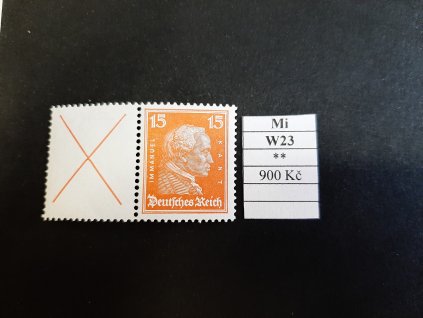 15 15
IMMANUEL KANT
Deutsches Reich
Mi
W23
**
900 Kč